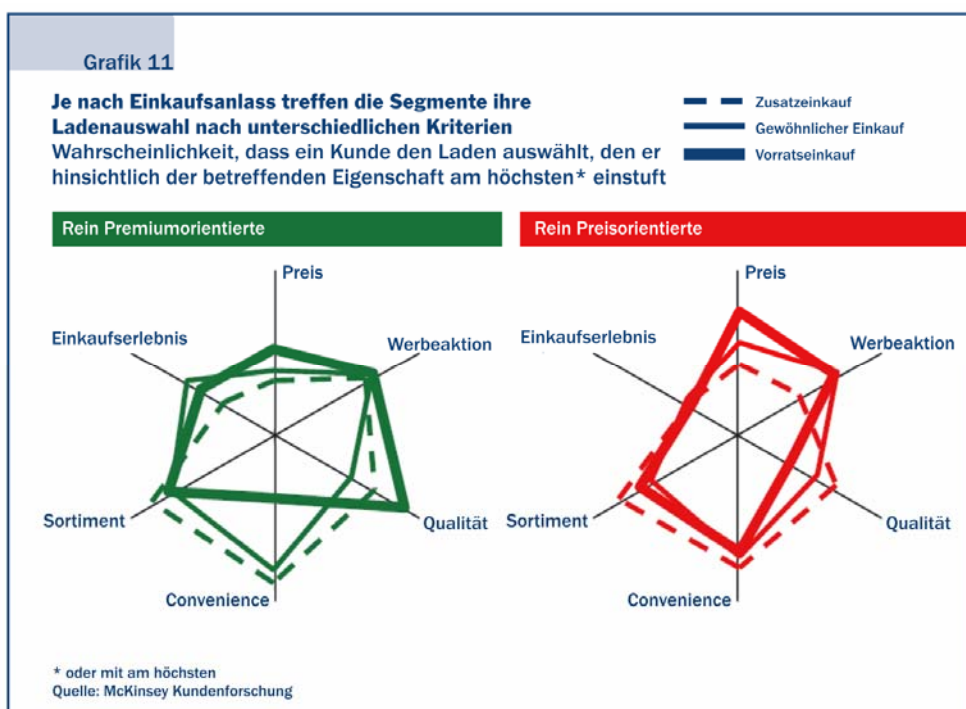 Grafik 11
Je nach Einkaufsanlass treffen die Segmente ihre
Ladenauswahl nach unterschiedlichen Kriterien
Wahrscheinlichkeit, dass ein Kunde den Laden auswählt, den er
hinsichtlich der betreffenden Eigenschaft am höchsten* einstuft
Zusatzeinkauf
Gewöhnlicher Einkauf
Vorratseinkauf
Rein Premiumorientierte
Preis
Werbeaktion
Qualität
Convenience
Sortiment
Einkaufserlebnis
Rein Preisorientierte
Preis
Werbeaktion
Qualität
Convenience
Sortiment
Einkaufserlebnis
* oder mit am höchsten
Quelle: McKinsey Kundenforschung